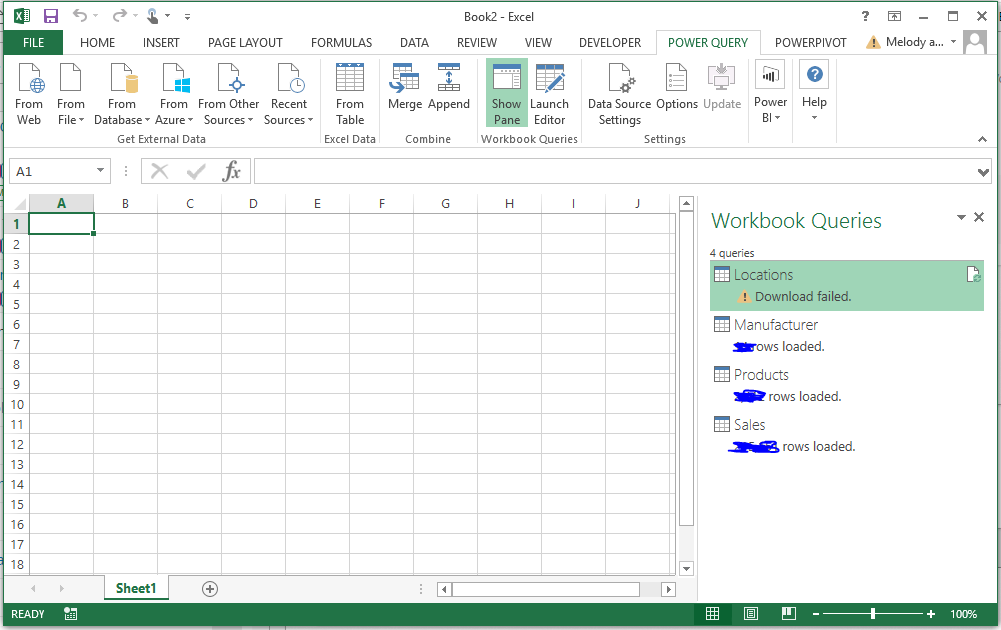 Book2 - Excel
FILE HOME INSERT PAGE LAYOUT FORMULAS DATA REVIEW VIEW DEVELOPER POWER QUERY POWERPIVOT Melody a...
From Web
From File
From Database
From Azure
From Other Sources
Recent Sources
Get External Data
From Table
Excel Data
Merge
Append
Combine
Show Pane
Launch Editor
Workbook Queries
Data Source Settings
Options
Update
Settings
Power BI
Help
A1
fx
A B C D E F G H I J
1
2
3
4
5
6
7
8
9
10
11
12
13
14
15
16
17
18
Workbook Queries
4 queries
Locations
Download failed.
Manufacturer
rows loaded.
Products
rows loaded.
Sales
rows loaded.
Sheet1
READY
100%